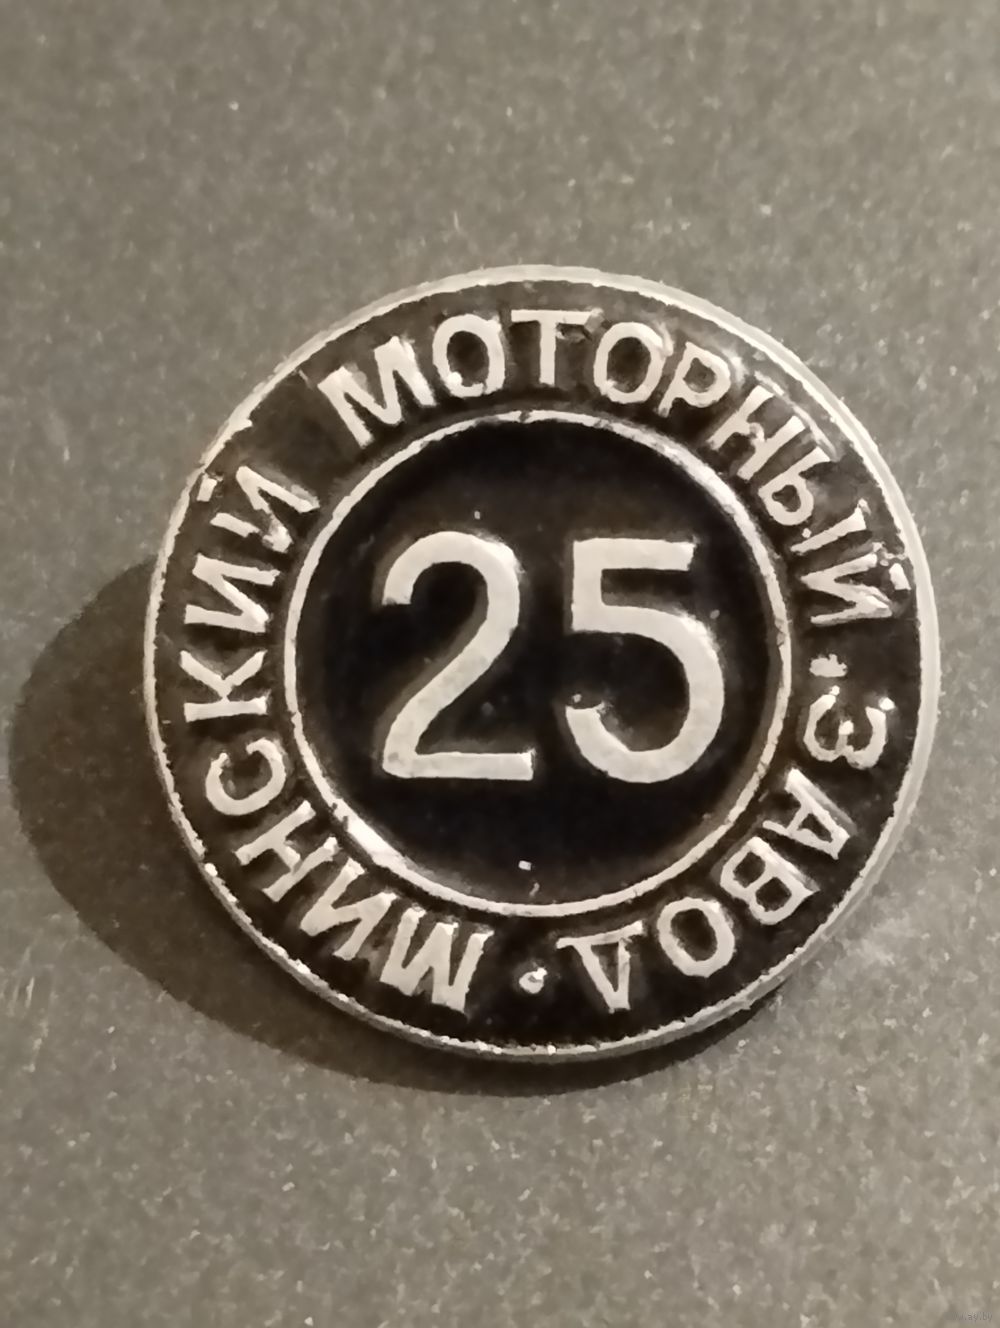 МИНСКИЙ МОТОРНЫЙ ЗАВОД
25